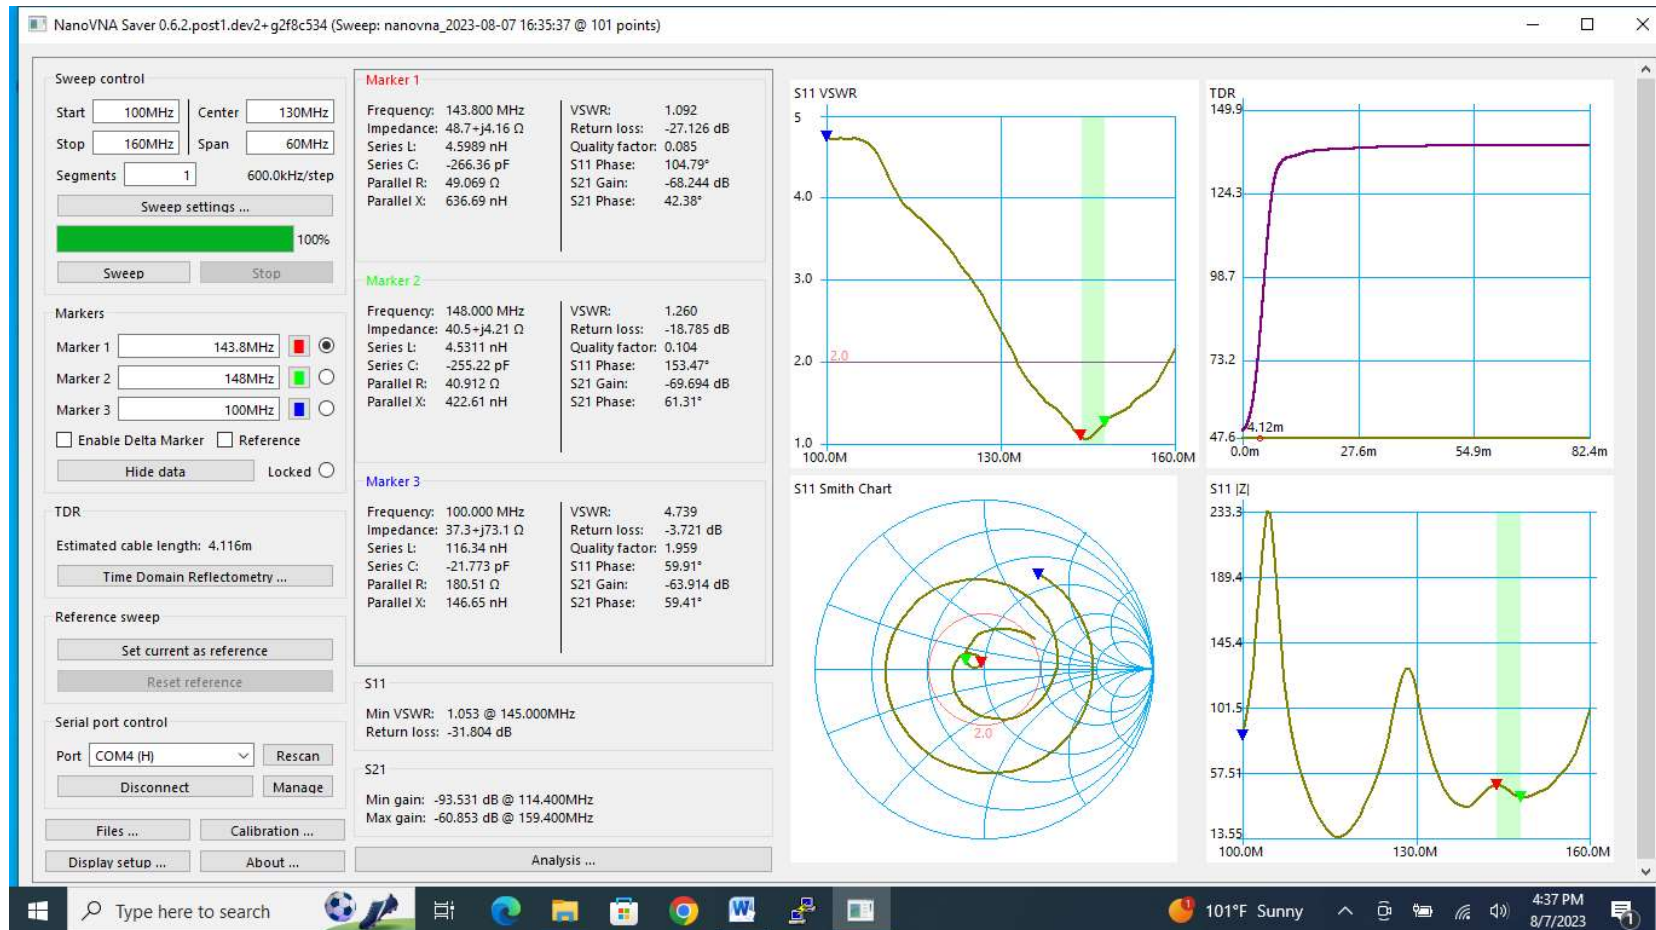 NanoVNA Saver 0.6.2.post1.dev2+g2f8c534 (Sweep: nanovna_2023-08-07 16:35:37 @ 101 points)
Sweep control
Start 100MHz Center 130MHz
Stop 160MHz Span 60MHz
Segments 1 600.0kHz/step
Sweep settings ...
100%
Sweep Stop
Markers
Marker 1 143.8MHz
Marker 2 148MHz
Marker 3 100MHz
Enable Delta Marker Reference
Hide data Locked
TDR
Estimated cable length: 4.116m
Time Domain Reflectometry ...
Reference sweep
Set current as reference
Reset reference
Serial port control
Port COM4 (H) Rescan
Disconnect Manage
Files ... Calibration ...
Display setup ... About ...
Marker 1
Frequency: 143.800 MHz VSWR: 1.092
Impedance: 48.7+j4.16 Ω Return loss: -27.126 dB
Series L: 4.5989 nH Quality factor: 0.085
Series C: -266.36 pF S11 Phase: 104.79°
Parallel R: 49.069 Ω S21 Gain: -68.244 dB
Parallel X: 636.69 nH S21 Phase: 42.38°
Marker 2
Frequency: 148.000 MHz VSWR: 1.260
Impedance: 40.5+j4.21 Ω Return loss: -18.785 dB
Series L: 4.5311 nH Quality factor: 0.104
Series C: -255.22 pF S11 Phase: 153.47°
Parallel R: 40.912 Ω S21 Gain: -69.694 dB
Parallel X: 422.61 nH S21 Phase: 61.31°
Marker 3
Frequency: 100.000 MHz VSWR: 4.739
Impedance: 37.3+j73.1 Ω Return loss: -3.721 dB
Series L: 116.34 nH Quality factor: 1.959
Series C: -21.773 pF S11 Phase: 59.91°
Parallel R: 180.51 Ω S21 Gain: -63.914 dB
Parallel X: 146.65 nH S21 Phase: 59.41°
S11
Min VSWR: 1.053 @ 145.000MHz
Return loss: -31.804 dB
S21
Min gain: -93.531 dB @ 114.400MHz
Max gain: -60.853 dB @ 159.400MHz
Analysis ...
S11 VSWR
5
4.0
3.0
2.0 2.0
1.0
100.0M 130.0M 160.0M
TDR
149.9
124.3
98.7
73.2
47.6 4.12m
0.0m 27.6m 54.9m 82.4m
S11 Smith Chart
2.0
S11 |Z|
233.3
189.4
145.4
101.5
57.51
13.55
100.0M 130.0M 160.0M
Type here to search
1
101°F Sunny
4:37 PM
8/7/2023
1